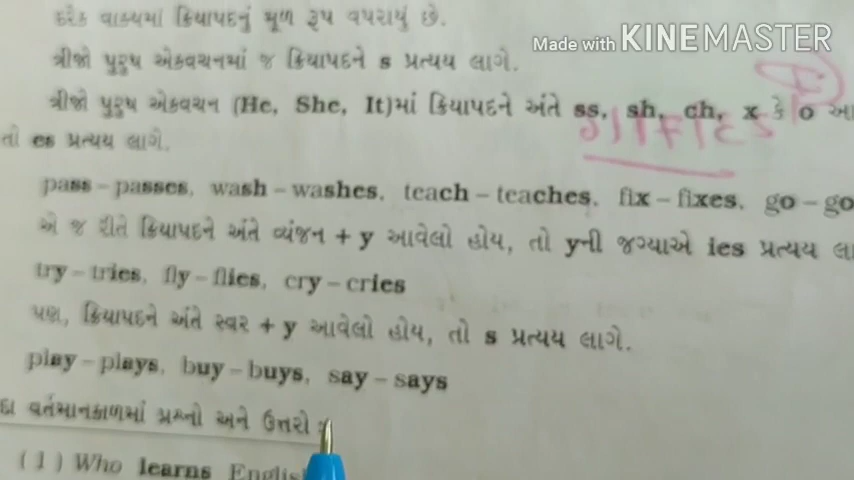 Made with KINEMASTER
દરેક વાક્યમાં ક્રિયાપદનું મૂળ રૂપ વપરાયું છે.
ત્રીજો પુરુષ એકવચનમાં જ ક્રિયાપદને s પ્રત્યય લાગે.
ત્રીજો પુરુષ એકવચન (He, She, It)માં ક્રિયાપદને અંતે ss, sh, ch, x કે o આ
તો es પ્રત્યય લાગે.
pass – passes, wash – washes, teach – teaches, fix – fixes, go – go
એ જ રીતે ક્રિયાપદને અંતે વ્યંજન + y આવેલો હોય, તો yની જગ્યાએ ies પ્રત્યય લા
try – tries, fly – flies, cry – cries
પણ, ક્રિયાપદને અંતે સ્વર + y આવેલો હોય, તો s પ્રત્યય લાગે.
play – plays, buy – buys, say – says
દા વર્તમાનકાળમાં પ્રશ્નો અને ઉત્તરો :
(1) Who learns Englis